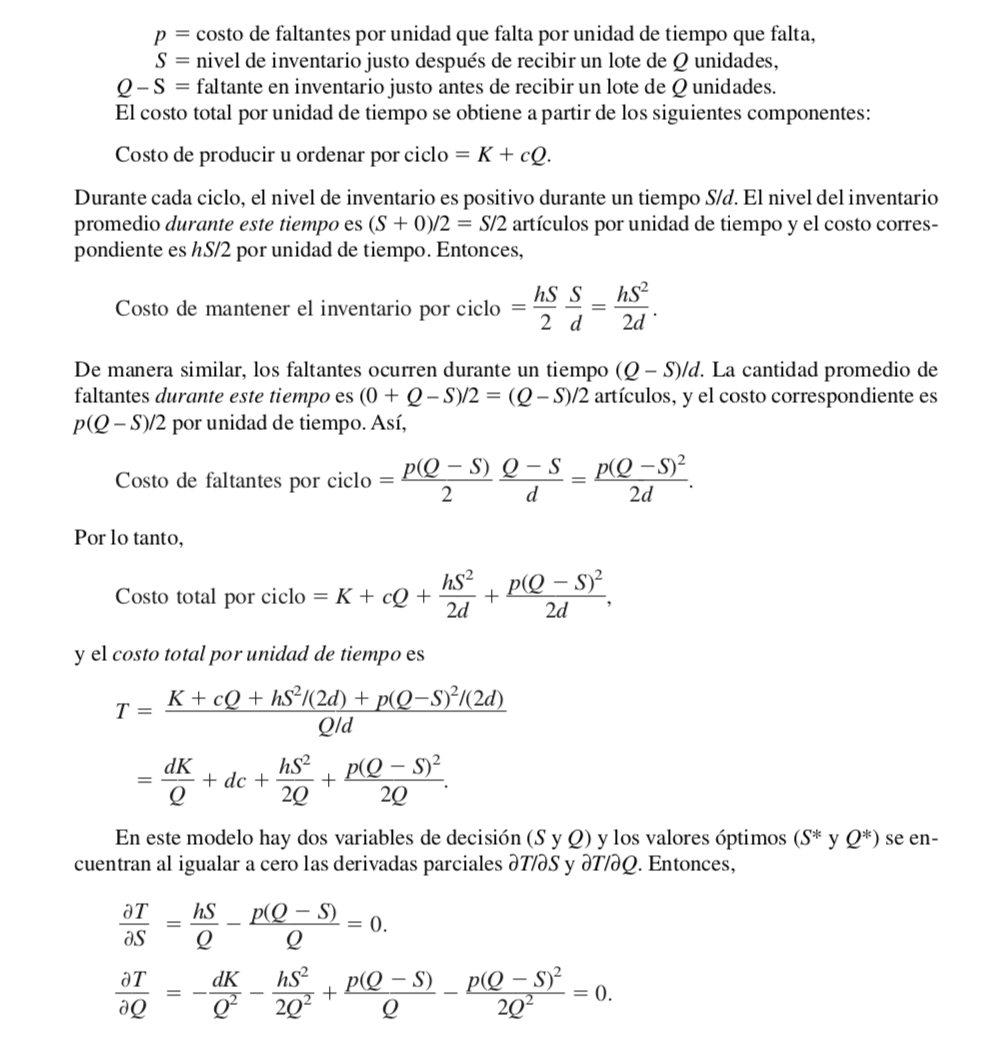 p = costo de faltantes por unidad que falta por unidad de tiempo que falta,
S = nivel de inventario justo después de recibir un lote de Q unidades,
Q – S = faltante en inventario justo antes de recibir un lote de Q unidades.
El costo total por unidad de tiempo se obtiene a partir de los siguientes componentes:
Costo de producir u ordenar por ciclo = K + cQ.
Durante cada ciclo, el nivel de inventario es positivo durante un tiempo S/d. El nivel del inventario
promedio durante este tiempo es (S + 0)/2 = S/2 artículos por unidad de tiempo y el costo corres-
pondiente es hS/2 por unidad de tiempo. Entonces,
Costo de mantener el inventario por ciclo = \frac{hS}{2} \frac{S}{d} = \frac{hS^2}{2d}.
De manera similar, los faltantes ocurren durante un tiempo (Q – S)/d. La cantidad promedio de
faltantes durante este tiempo es (0 + Q – S)/2 = (Q – S)/2 artículos, y el costo correspondiente es
p(Q – S)/2 por unidad de tiempo. Así,
Costo de faltantes por ciclo = \frac{p(Q – S)}{2} \frac{Q – S}{d} = \frac{p(Q – S)^2}{2d}.
Por lo tanto,
Costo total por ciclo = K + cQ + \frac{hS^2}{2d} + \frac{p(Q – S)^2}{2d},
y el costo total por unidad de tiempo es
T = \frac{K + cQ + hS^2/(2d) + p(Q–S)^2/(2d)}{Q/d}
= \frac{dK}{Q} + dc + \frac{hS^2}{2Q} + \frac{p(Q – S)^2}{2Q}.
En este modelo hay dos variables de decisión (S y Q) y los valores óptimos (S* y Q*) se en-
cuentran al igualar a cero las derivadas parciales ∂T/∂S y ∂T/∂Q. Entonces,
\frac{∂T}{∂S} = \frac{hS}{Q} – \frac{p(Q – S)}{Q} = 0.
\frac{∂T}{∂Q} = –\frac{dK}{Q^2} – \frac{hS^2}{2Q^2} + \frac{p(Q – S)}{Q} – \frac{p(Q – S)^2}{2Q^2} = 0.